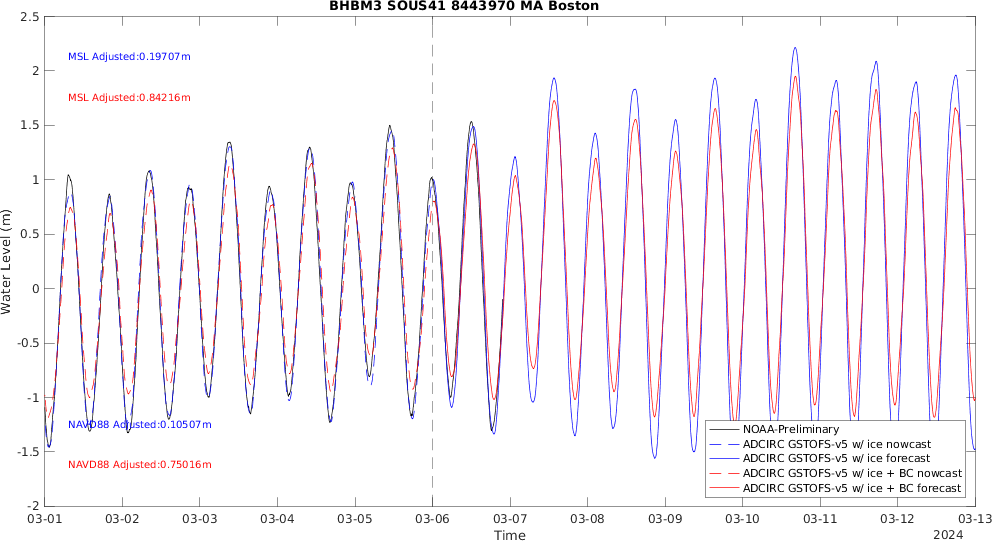 BHBM3 SOUS41 8443970 MA Boston
2.5
2
1.5
1
0.5
0
-0.5
-1
-1.5
-2
Water Level (m)
MSL Adjusted:0.19707m
MSL Adjusted:0.84216m
NAVD88 Adjusted:0.10507m
NAVD88 Adjusted:0.75016m
NOAA-Preliminary
ADCIRC GSTOFS-v5 w/ ice nowcast
ADCIRC GSTOFS-v5 w/ ice forecast
ADCIRC GSTOFS-v5 w/ ice + BC nowcast
ADCIRC GSTOFS-v5 w/ ice + BC forecast
03-01 03-02 03-03 03-04 03-05 03-06 03-07 03-08 03-09 03-10 03-11 03-12 03-13
Time
2024